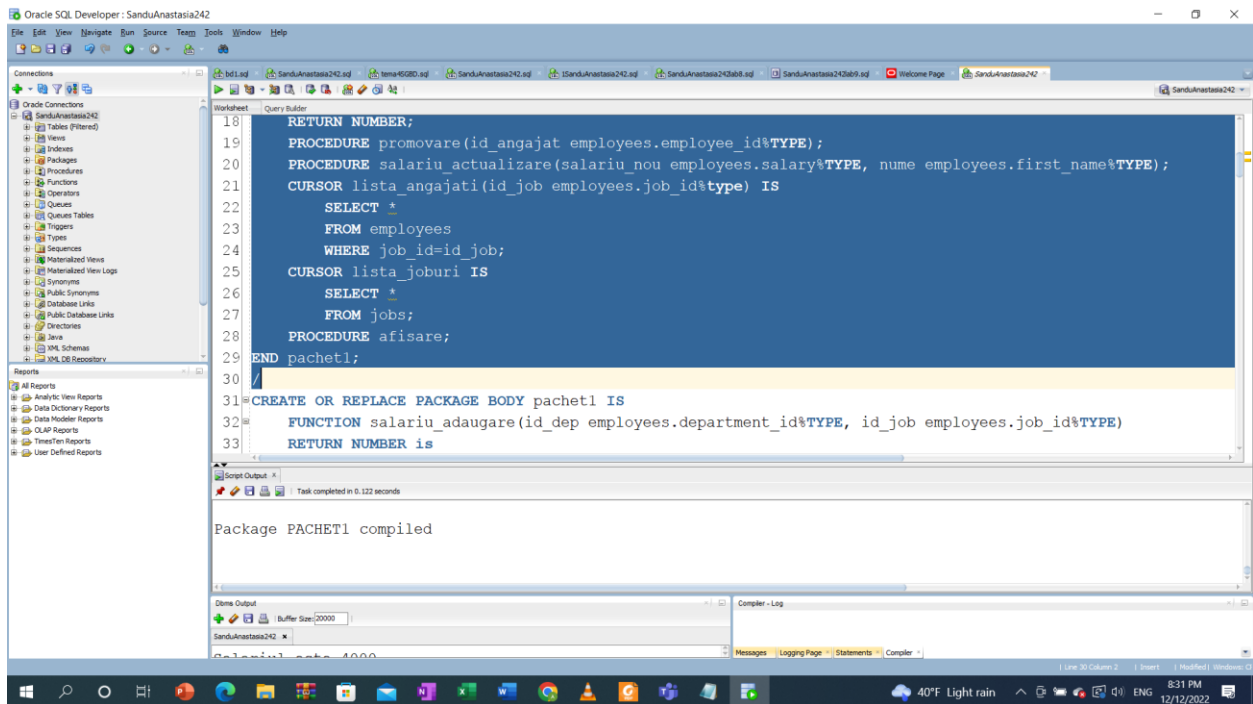 Oracle SQL Developer : SanduAnastasia242
File Edit View Navigate Run Source Team Tools Window Help
Connections
Oracle Connections
SanduAnastasia242
Tables (Filtered)
Views
Indexes
Packages
Procedures
Functions
Operators
Queues
Queues Tables
Triggers
Types
Sequences
Materialized Views
Materialized View Logs
Synonyms
Public Synonyms
Database Links
Public Database Links
Directories
Java
XML Schemas
XML DB Repository
Reports
All Reports
Analytic View Reports
Data Dictionary Reports
Data Modeler Reports
OLAP Reports
TimesTen Reports
User Defined Reports
bd1.sql SanduAnastasia242.sql tema4SGBD.sql SanduAnastasia242.sql 1SanduAnastasia242.sql SanduAnastasia242lab8.sql SanduAnastasia242lab9.sql Welcome Page SanduAnastasia242
SanduAnastasia242
Worksheet Query Builder
18 RETURN NUMBER;
19 PROCEDURE promovare(id_angajat employees.employee_id%TYPE);
20 PROCEDURE salariu_actualizare(salariu_nou employees.salary%TYPE, nume employees.first_name%TYPE);
21 CURSOR lista_angajati(id_job employees.job_id%type) IS
22 SELECT *
23 FROM employees
24 WHERE job_id=id_job;
25 CURSOR lista_joburi IS
26 SELECT *
27 FROM jobs;
28 PROCEDURE afisare;
29 END pachet1;
30 /
31 CREATE OR REPLACE PACKAGE BODY pachet1 IS
32 FUNCTION salariu_adaugare(id_dep employees.department_id%TYPE, id_job employees.job_id%TYPE)
33 RETURN NUMBER is
Script Output
Task completed in 0.122 seconds
Package PACHET1 compiled
Dbms Output
Buffer Size: 20000
SanduAnastasia242
Salariul este 4000
Compiler - Log
Messages Logging Page Statements Compiler
Line 30 Column 2 Insert Modified Windows: C
40°F Light rain ENG 8:31 PM
12/12/2022